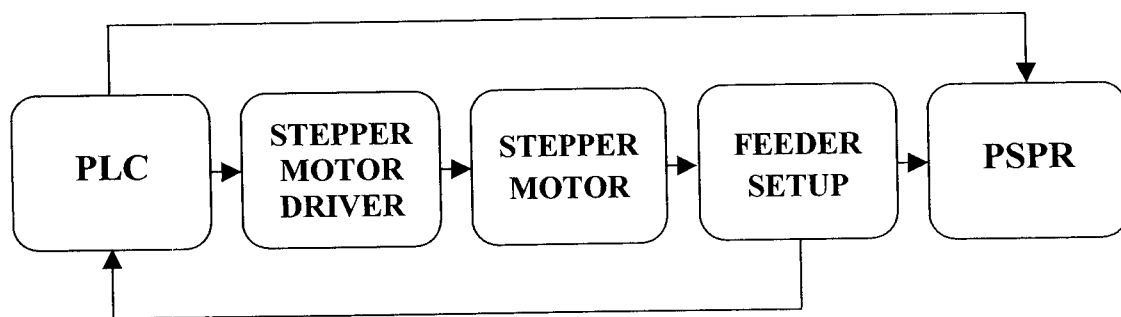 PLC
STEPPER
MOTOR
DRIVER
STEPPER
MOTOR
FEEDER
SETUP
PSPR